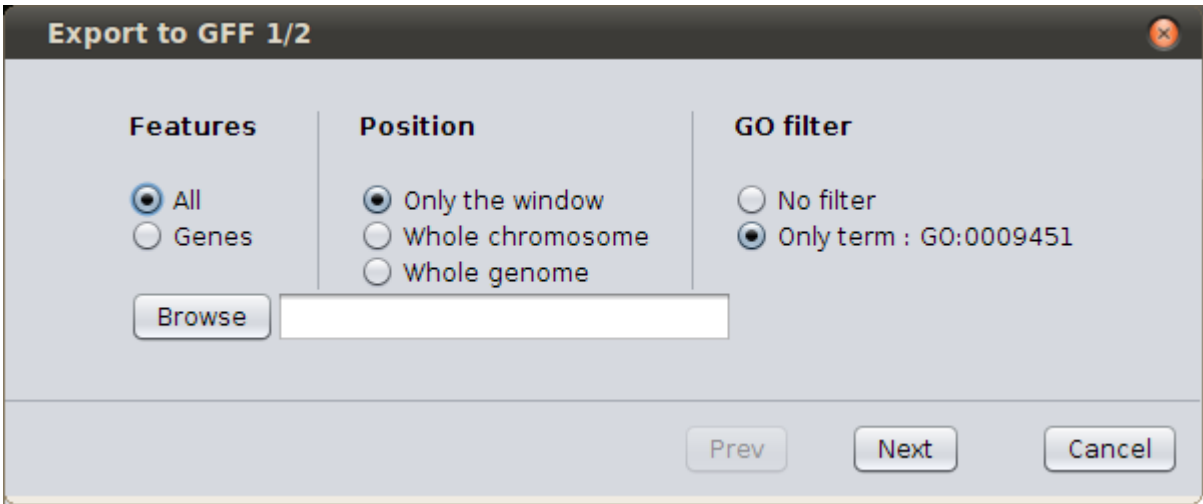 Export to GFF 1/2
Features
Position
GO filter
All
Only the window
No filter
Genes
Whole chromosome
Only term : GO:0009451
Whole genome
Browse
Prev
Next
Cancel